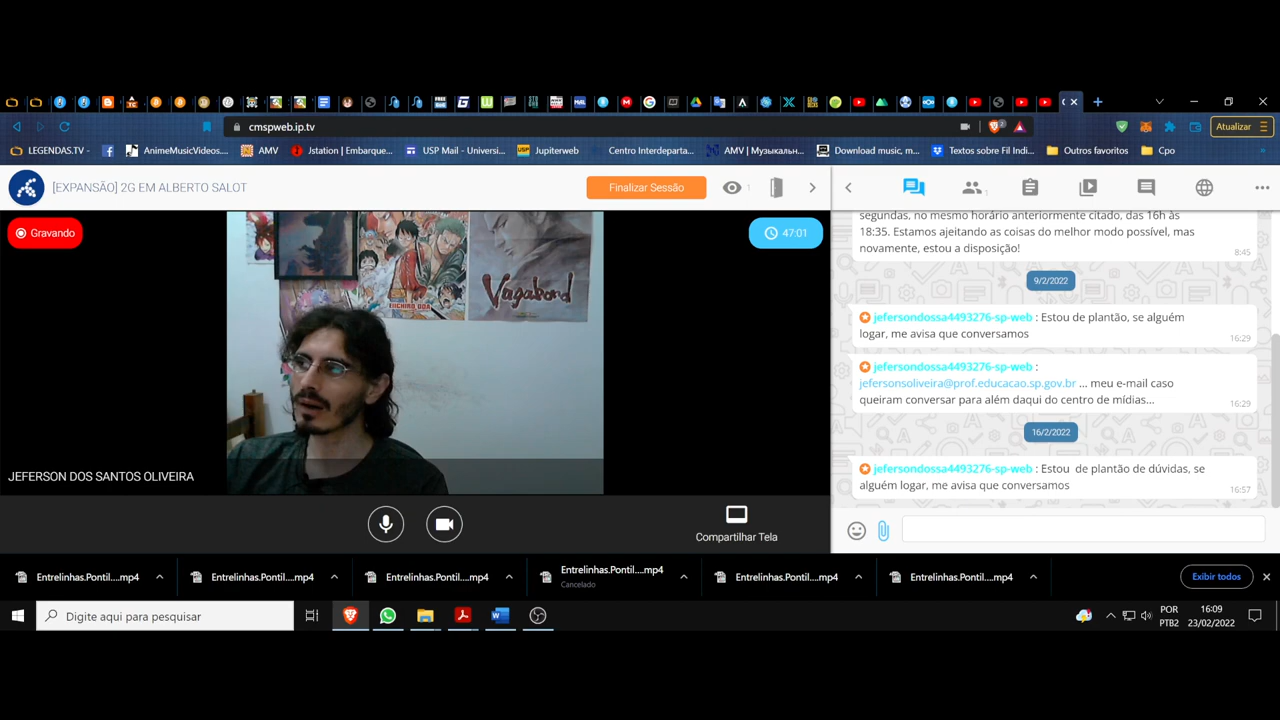 cmspweb.ip.tv
2
Atualizar
LEGENDAS.TV -
AnimeMusicVideos....
AMV
Jstation | Embarque...
USP Mail - Universi...
Jupiterweb
Centro Interdeparta...
AMV | Музыкальн...
Download music, m...
Textos sobre Fil Indi...
Outros favoritos
Cpo
[EXPANSÃO] 2G EM ALBERTO SALOT
Finalizar Sessão
1
1
Gravando
47:01
EIICHIRO ODA
Vagabond
JEFERSON DOS SANTOS OLIVEIRA
Compartilhar Tela
segundas, no mesmo horário anteriormente citado, das 16h às
18:35. Estamos ajeitando as coisas do melhor modo possível, mas
novamente, estou a disposição!
8:45
9/2/2022
jefersondossa4493276-sp-web : Estou de plantão, se alguém
logar, me avisa que conversamos
16:29
jefersondossa4493276-sp-web :
jefersonsoliveira@prof.educacao.sp.gov.br ... meu e-mail caso
queiram conversar para além daqui do centro de mídias...
16:29
16/2/2022
jefersondossa4493276-sp-web : Estou de plantão de dúvidas, se
alguém logar, me avisa que conversamos
16:57
Entrelinhas.Pontil....mp4
Entrelinhas.Pontil....mp4
Entrelinhas.Pontil....mp4
Entrelinhas.Pontil....mp4
Cancelado
Entrelinhas.Pontil....mp4
Entrelinhas.Pontil....mp4
Exibir todos
Digite aqui para pesquisar
POR
PTB2
16:09
23/02/2022